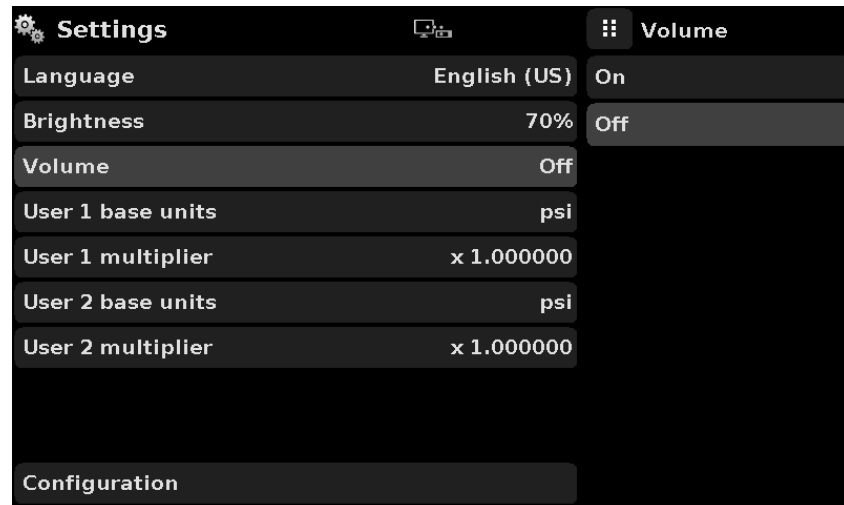 Settings
Language English (US)
Brightness 70%
Volume Off
User 1 base units psi
User 1 multiplier x 1.000000
User 2 base units psi
User 2 multiplier x 1.000000
Configuration
Volume
On
Off